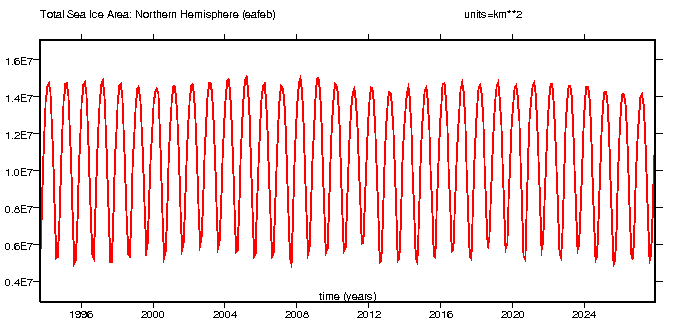 Total Sea Ice Area: Northern Hemisphere (eafeb) units=km**2
1.6E7
1.4E7
1.2E7
1.0E7
0.8E7
0.6E7
0.4E7
time (years)
1996 2000 2004 2008 2012 2016 2020 2024